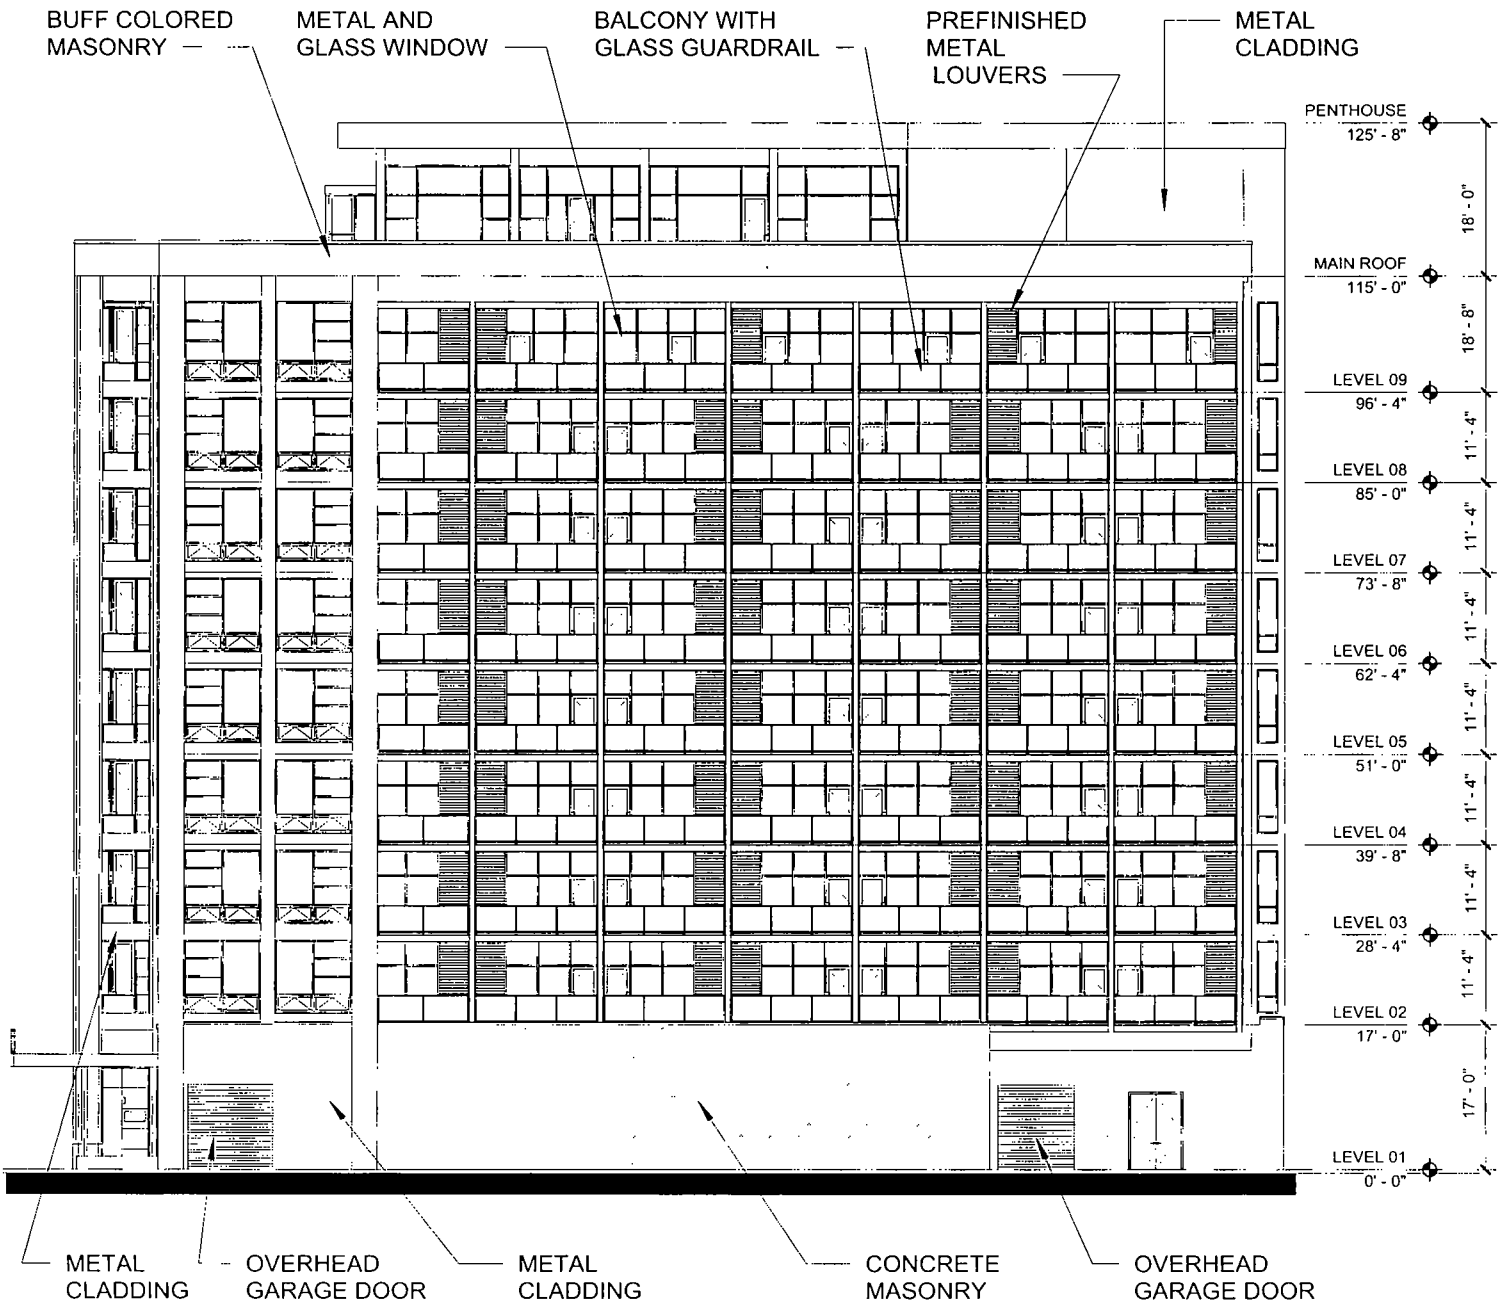 BUFF COLORED
MASONRY
METAL AND
GLASS WINDOW
BALCONY WITH
GLASS GUARDRAIL
PREFINISHED
METAL
LOUVERS
METAL
CLADDING
PENTHOUSE
125' - 8"
18' - 0"
MAIN ROOF
115' - 0"
18' - 8"
LEVEL 09
96' - 4"
11' - 4"
LEVEL 08
85' - 0"
11' - 4"
LEVEL 07
73' - 8"
11' - 4"
LEVEL 06
62' - 4"
11' - 4"
LEVEL 05
51' - 0"
11' - 4"
LEVEL 04
39' - 8"
11' - 4"
LEVEL 03
28' - 4"
11' - 4"
LEVEL 02
17' - 0"
17' - 0"
LEVEL 01
0' - 0"
METAL
CLADDING
OVERHEAD
GARAGE DOOR
METAL
CLADDING
CONCRETE
MASONRY
OVERHEAD
GARAGE DOOR